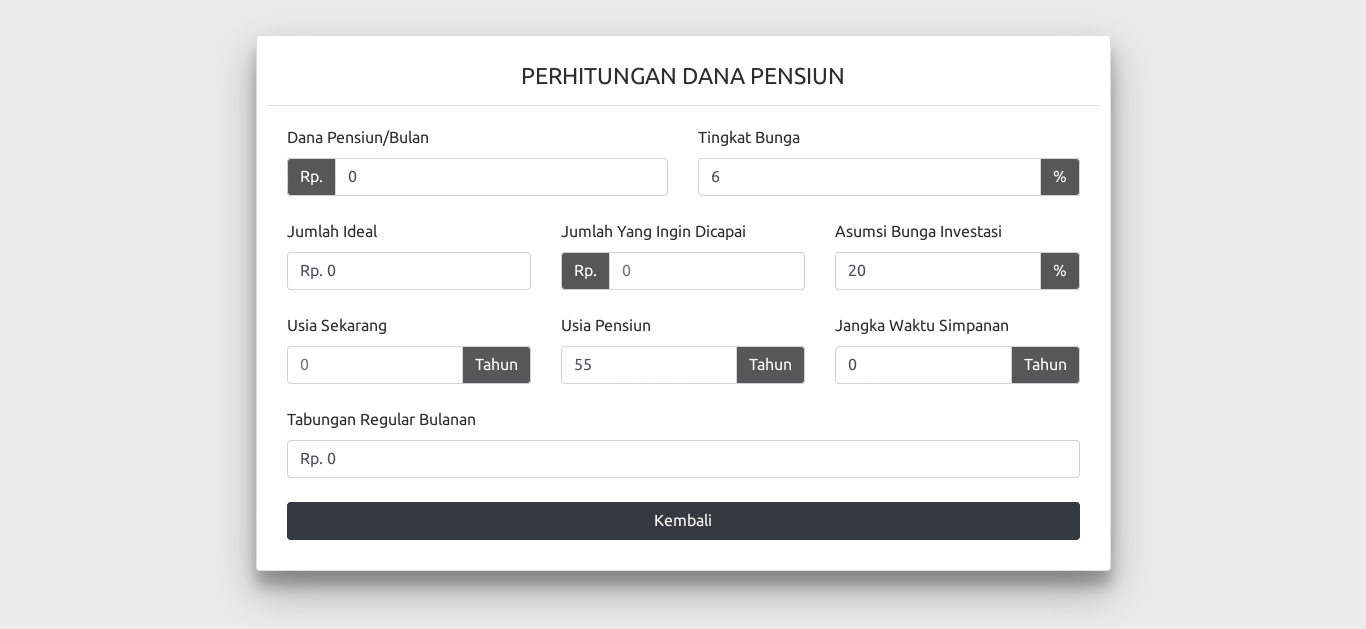 PERHITUNGAN DANA PENSIUN
Dana Pensiun/Bulan
Tingkat Bunga
Rp. 0
6 %
Jumlah Ideal
Jumlah Yang Ingin Dicapai
Asumsi Bunga Investasi
Rp. 0
Rp. 0
20 %
Usia Sekarang
Usia Pensiun
Jangka Waktu Simpanan
0 Tahun
55 Tahun
0 Tahun
Tabungan Regular Bulanan
Rp. 0
Kembali